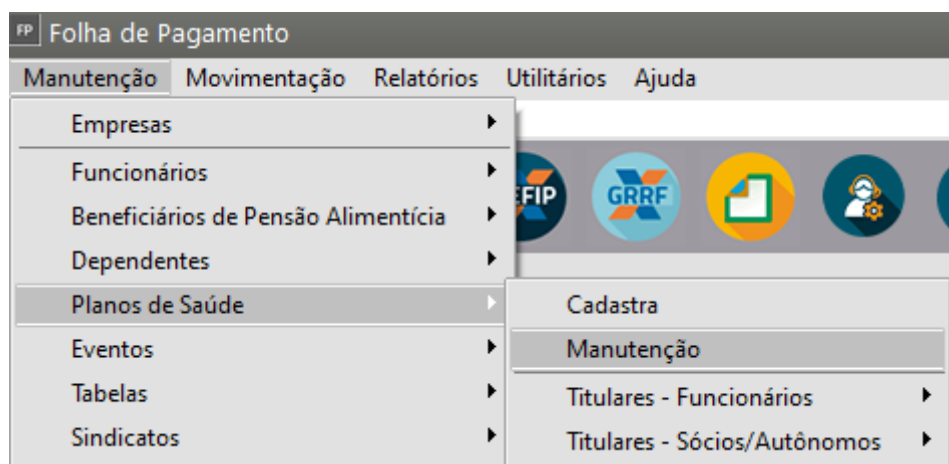 FP Folha de Pagamento
Manutenção Movimentação Relatórios Utilitários Ajuda
Empresas
Funcionários
Beneficiários de Pensão Alimentícia
Dependentes
Planos de Saúde
Eventos
Tabelas
Sindicatos
EFIP
GRRF
Cadastra
Manutenção
Titulares - Funcionários
Titulares - Sócios/Autônomos